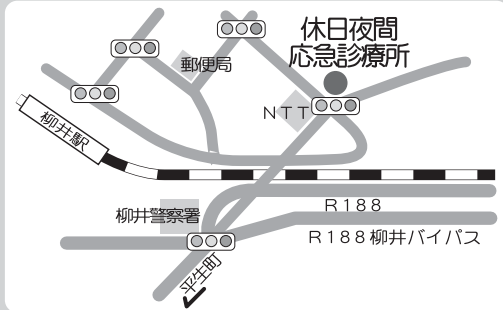 休日夜間
応急診療所
郵便局
NTT
柳井駅
柳井警察署
R188
R188柳井バイパス
平生町